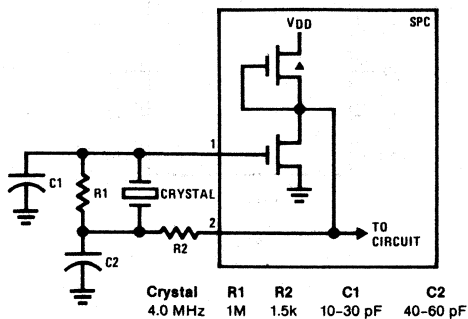 VDD SPC
1
C1 R1 CRYSTAL
2
R2
C2
TO
CIRCUIT
Crystal R1 R2 C1 C2
4.0 MHz 1M 1.5k 10–30 pF 40–60 pF